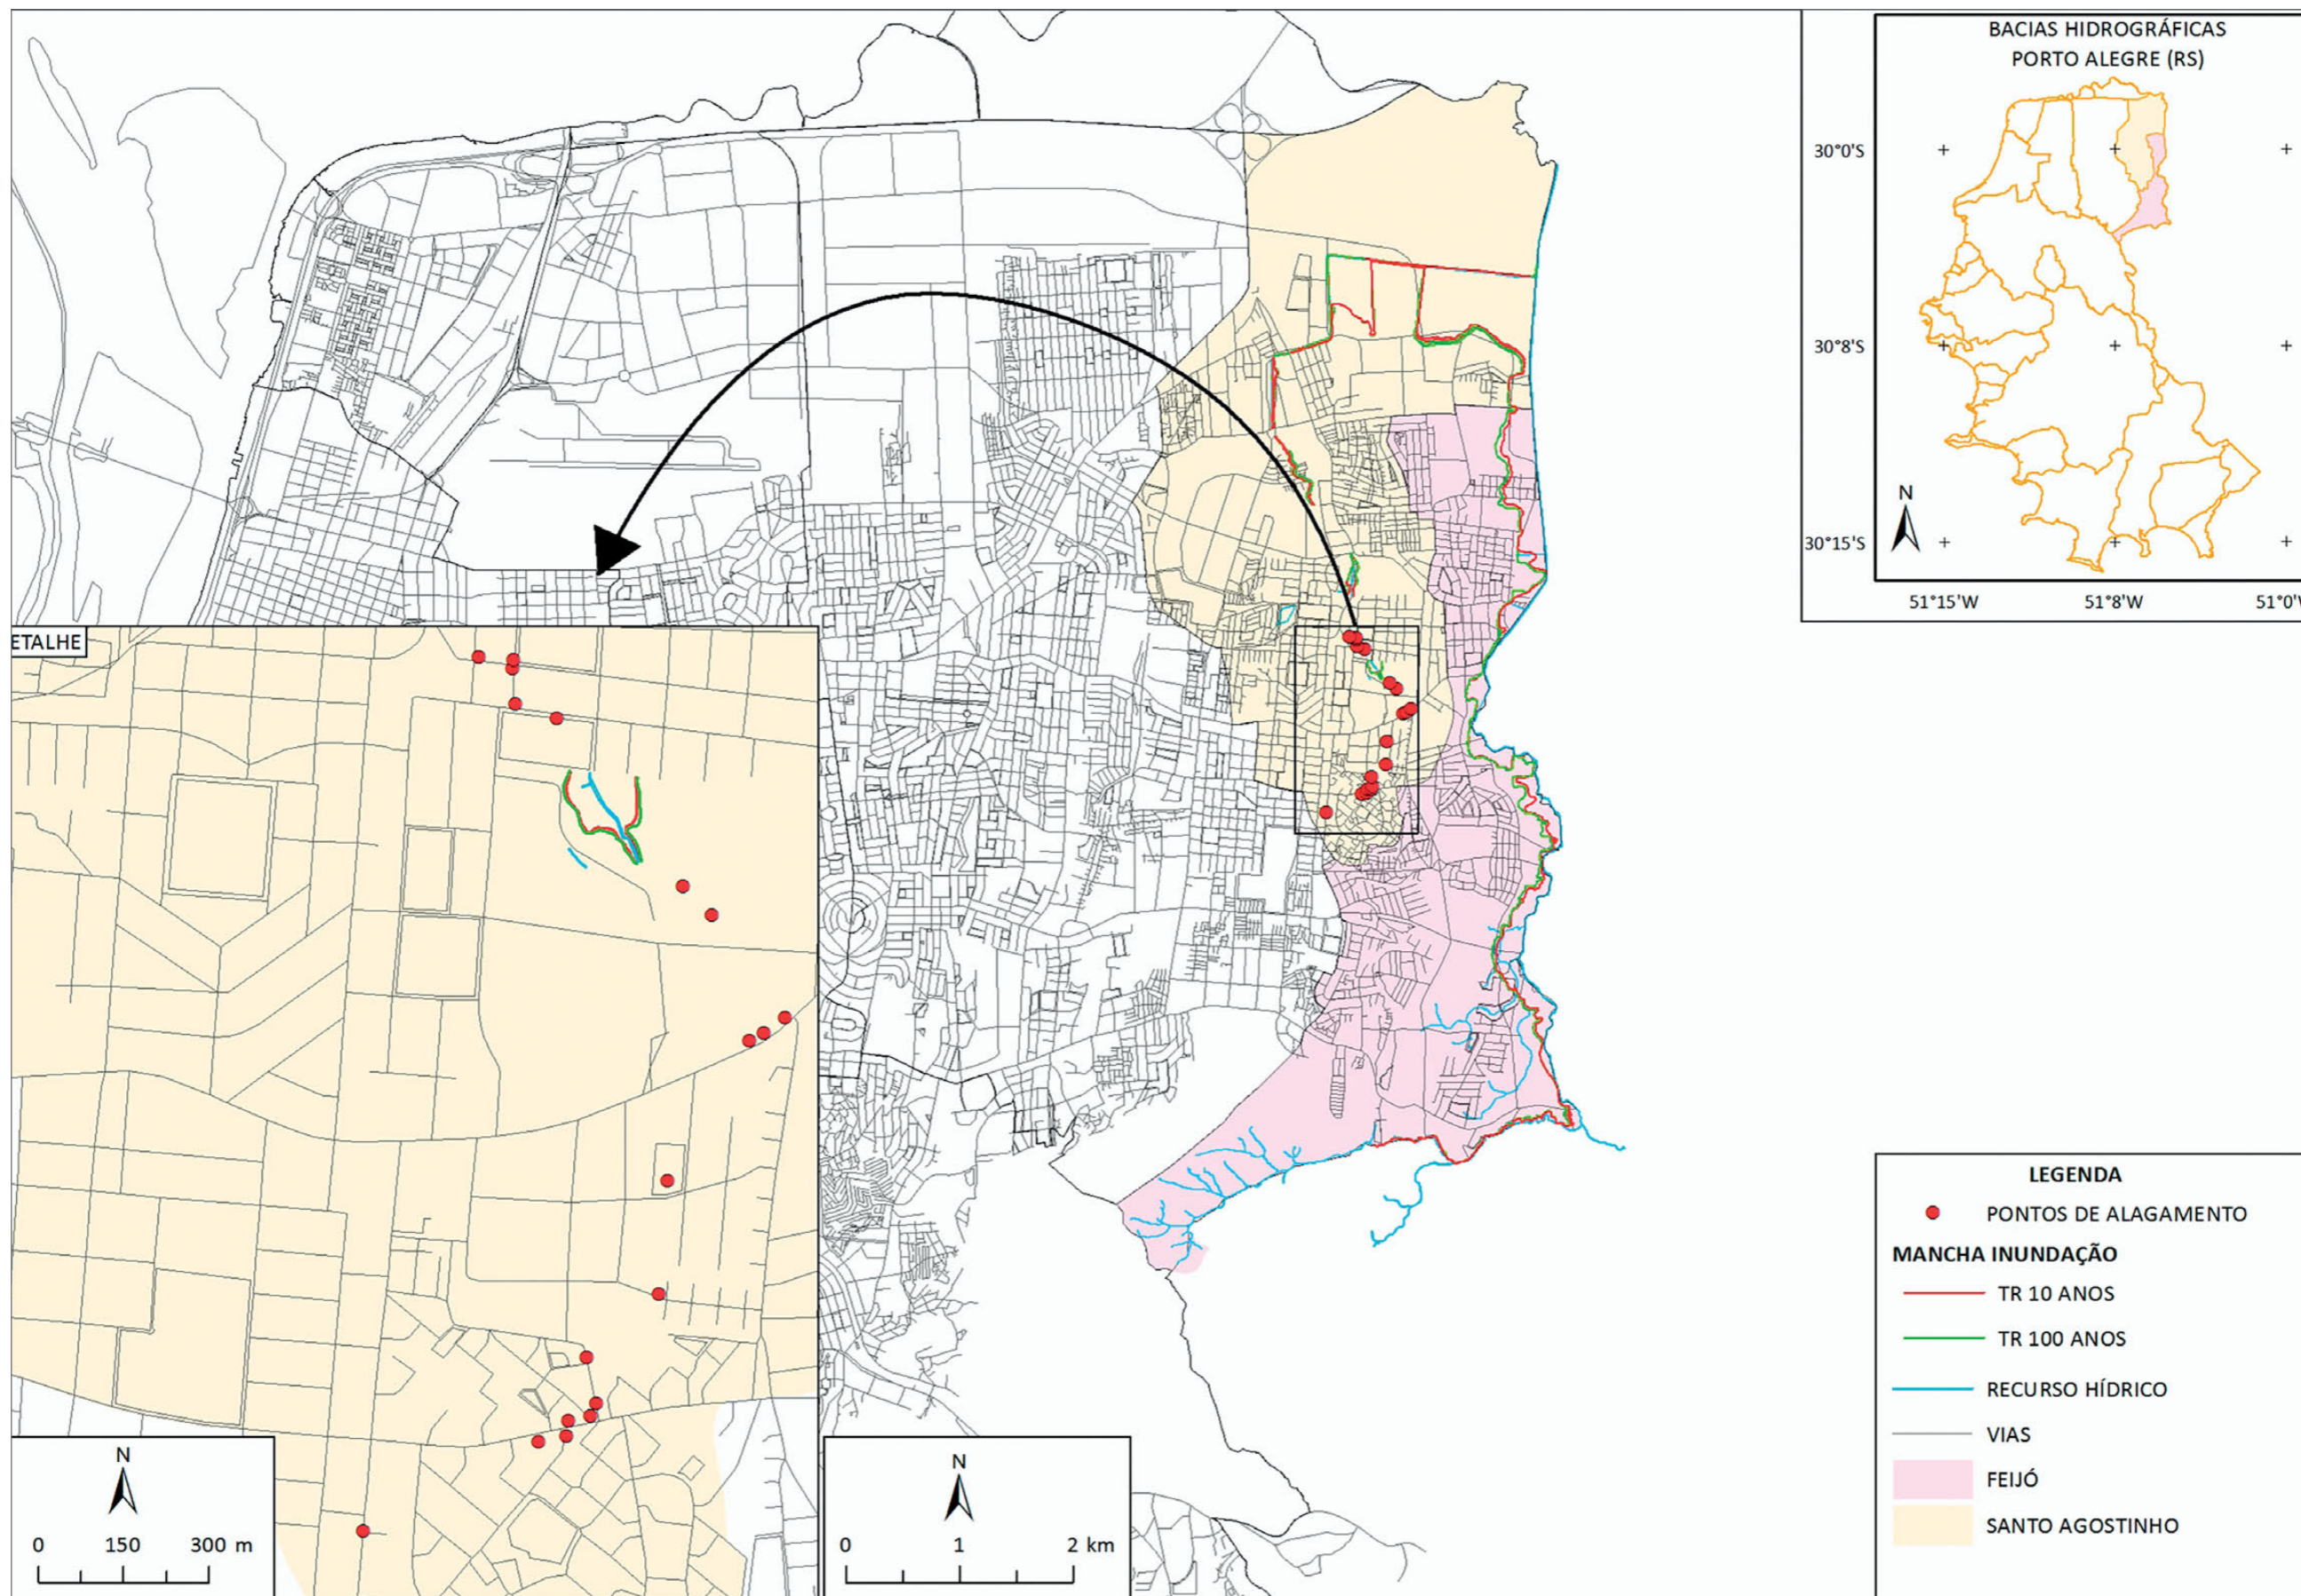 BACIAS HIDROGRÁFICAS
PORTO ALEGRE (RS)
30°0'S
30°8'S
30°15'S
N
51°15'W
51°8'W
51°0'
ETALHE
N
0 150 300 m
N
0 1 2 km
LEGENDA
PONTOS DE ALAGAMENTO
MANCHA INUNDAÇÃO
TR 10 ANOS
TR 100 ANOS
RECURSO HÍDRICO
VIAS
FEIJÓ
SANTO AGOSTINHO